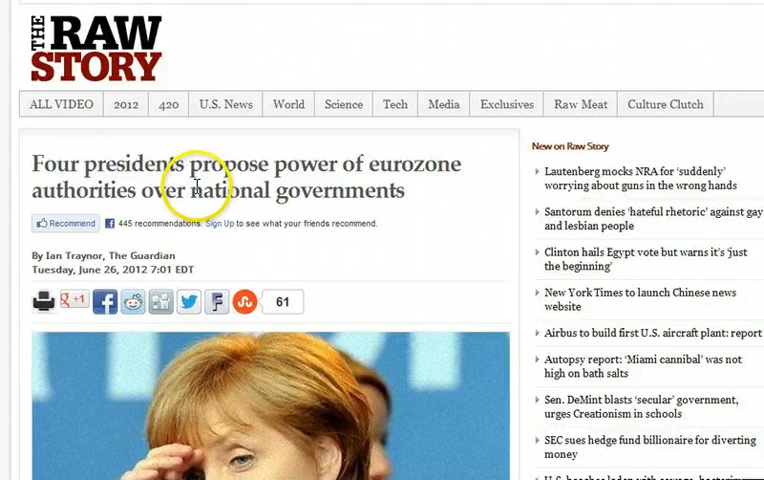 THE RAW
STORY
ALL VIDEO 2012 420 U.S. News World Science Tech Media Exclusives Raw Meat Culture Clutch
Four presidents propose power of eurozone
authorities over national governments
Recommend 445 recommendations. Sign Up to see what your friends recommend.
By Ian Traynor, The Guardian
Tuesday, June 26, 2012 7:01 EDT
+1 61
New on Raw Story
Lautenberg mocks NRA for ‘suddenly’
worrying about guns in the wrong hands
Santorum denies ‘hateful rhetoric’ against gay
and lesbian people
Clinton hails Egypt vote but warns it’s ‘just
the beginning’
New York Times to launch Chinese news
website
Airbus to build first U.S. aircraft plant: report
Autopsy report: ‘Miami cannibal’ was not
high on bath salts
Sen. DeMint blasts ‘secular’ government,
urges Creationism in schools
SEC sues hedge fund billionaire for diverting
money